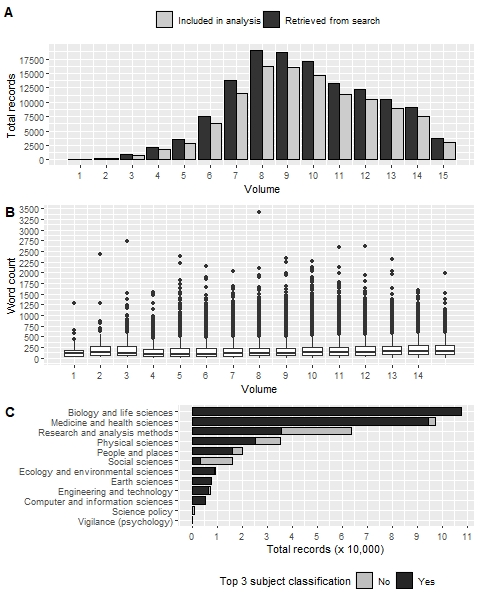 A
Included in analysis Retrieved from search
17500
15000
12500
10000
7500
5000
2500
0
Total records
1 2 3 4 5 6 7 8 9 10 11 12 13 14 15
Volume
B
3500
3250
3000
2750
2500
2250
2000
1750
1500
1250
1000
750
500
250
0
Word count
1 2 3 4 5 6 7 8 9 10 11 12 13 14
Volume
C
Biology and life sciences
Medicine and health sciences
Research and analysis methods
Physical sciences
People and places
Social sciences
Ecology and environmental sciences
Earth sciences
Engineering and technology
Computer and information sciences
Science policy
Vigilance (psychology)
0 1 2 3 4 5 6 7 8 9 10 11
Total records (x 10,000)
Top 3 subject classification No Yes